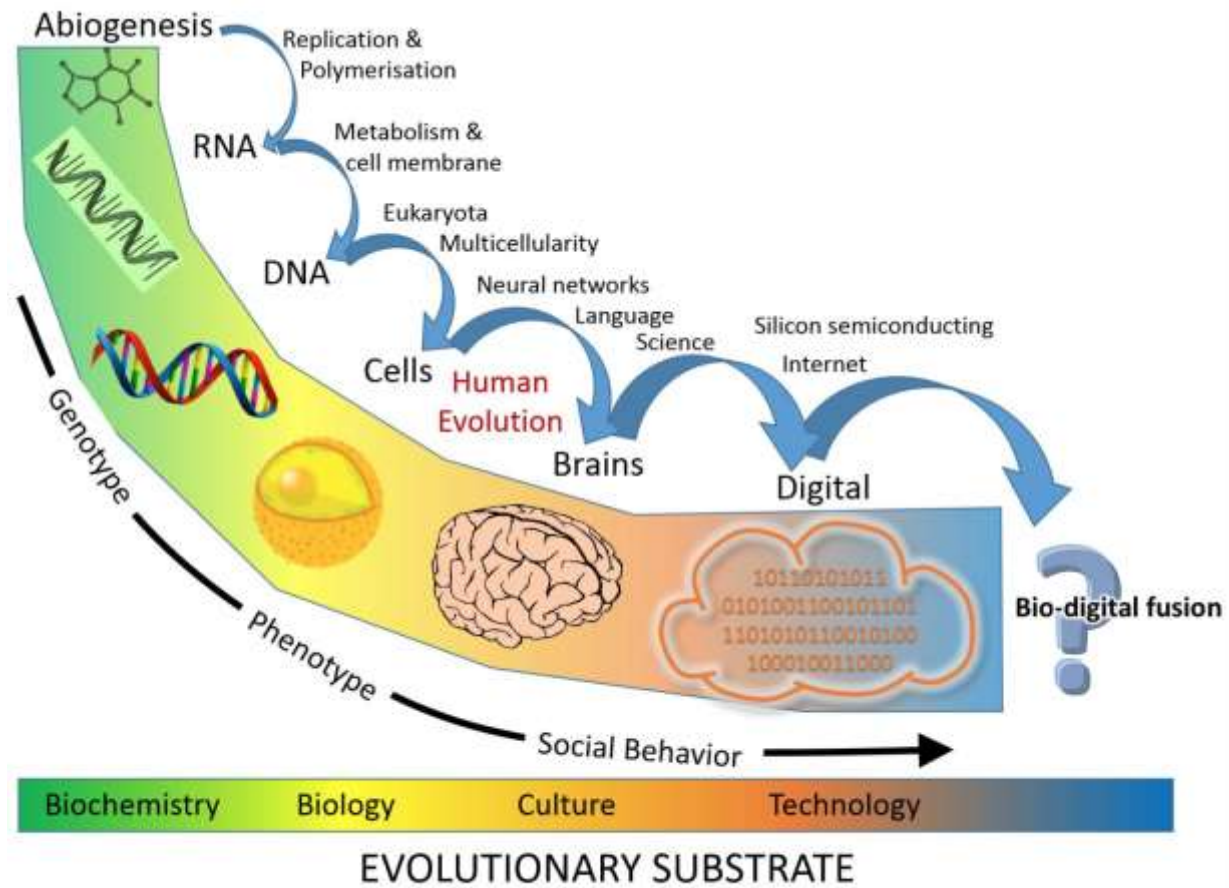 Abiogenesis
Replication &
Polymerisation
RNA
Metabolism &
cell membrane
DNA
Eukaryota
Multicellularity
Cells
Neural networks
Language
Science
Human
Evolution
Brains
Silicon semiconducting
Internet
Digital
10110101011
0101001100101101
1101010110010100
100010011000
?
Bio-digital fusion
Genotype
Phenotype
Social Behavior
Biochemistry Biology Culture Technology
EVOLUTIONARY SUBSTRATE